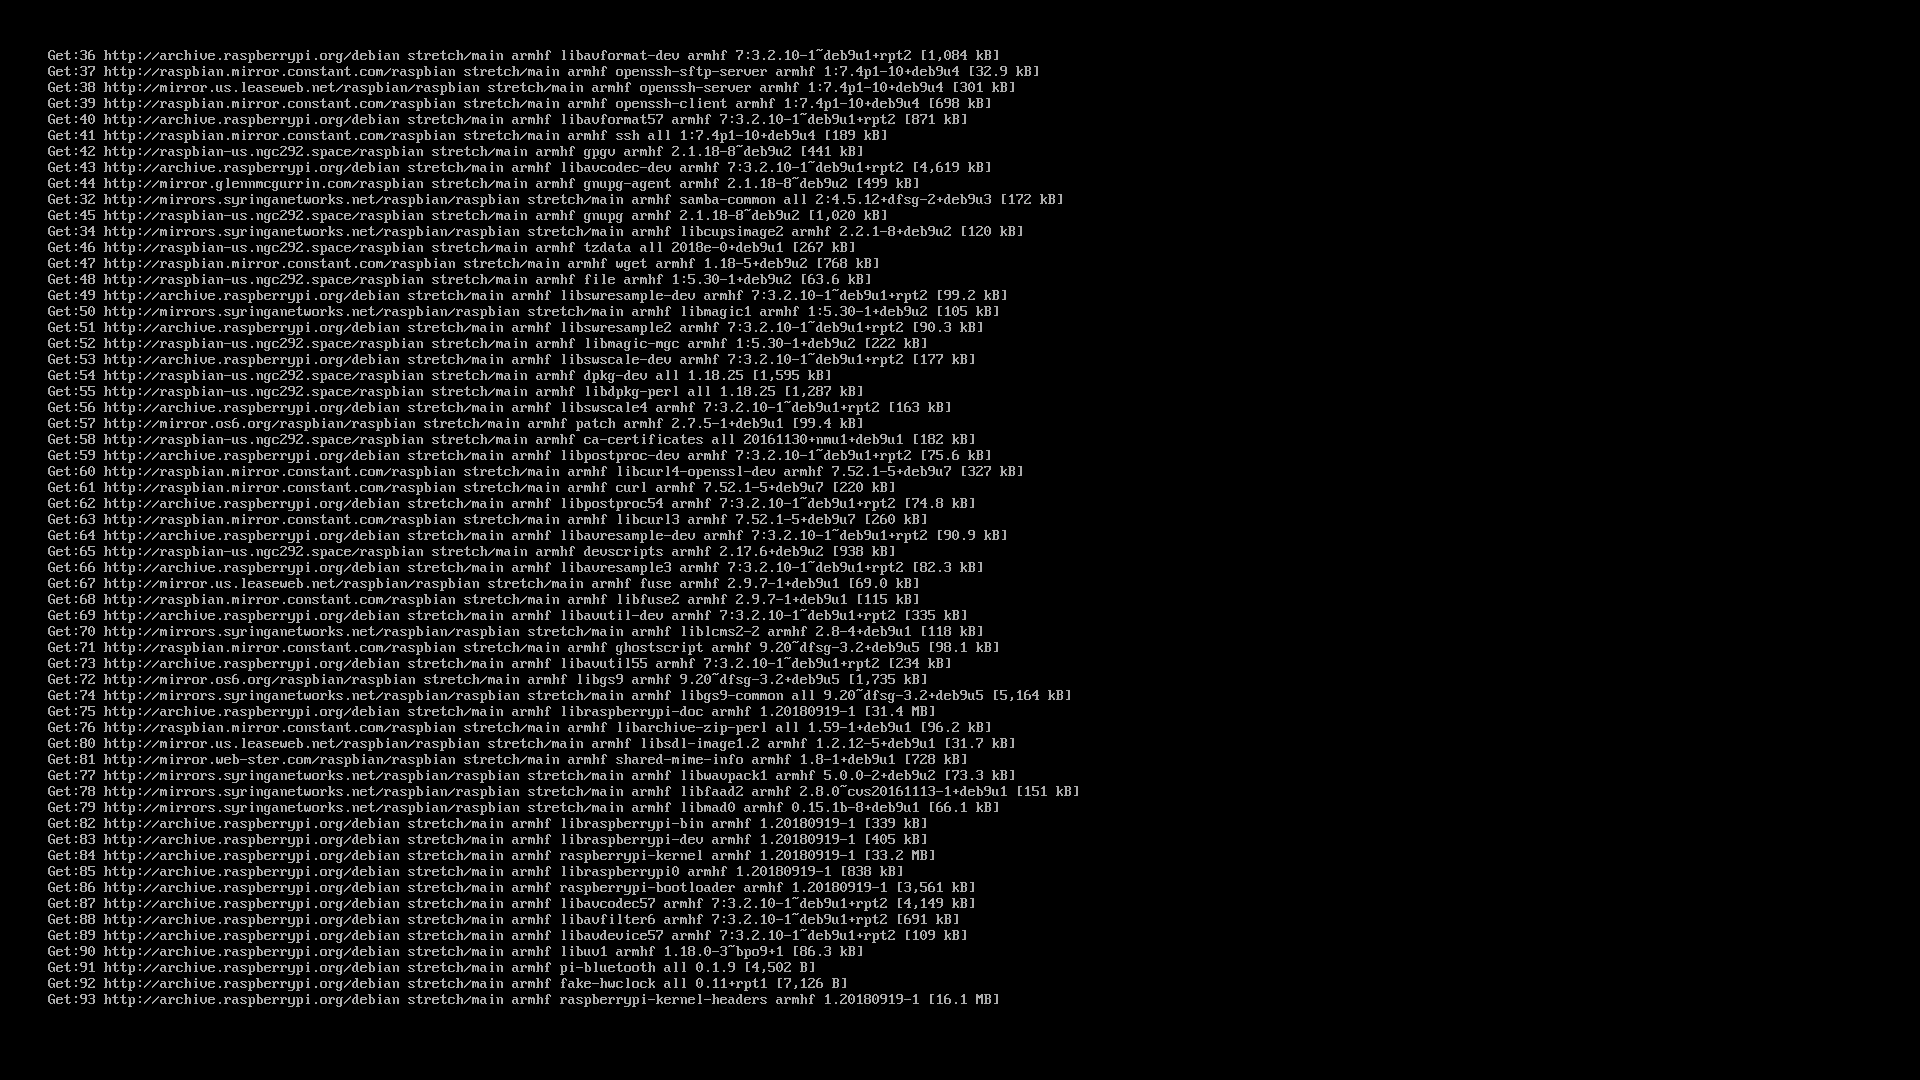 Get:36 http://archive.raspberrypi.org/debian stretch/main armhf libavformat-dev armhf 7:3.2.10-1~deb9u1+rpt2 [1,084 kB]
Get:37 http://raspbian.mirror.constant.com/raspbian stretch/main armhf openssh-sftp-server armhf 1:7.4p1-10+deb9u4 [32.9 kB]
Get:38 http://mirror.us.leaseweb.net/raspbian/raspbian stretch/main armhf openssh-server armhf 1:7.4p1-10+deb9u4 [301 kB]
Get:39 http://raspbian.mirror.constant.com/raspbian stretch/main armhf openssh-client armhf 1:7.4p1-10+deb9u4 [698 kB]
Get:40 http://archive.raspberrypi.org/debian stretch/main armhf libavformat57 armhf 7:3.2.10-1~deb9u1+rpt2 [871 kB]
Get:41 http://raspbian.mirror.constant.com/raspbian stretch/main armhf ssh all 1:7.4p1-10+deb9u4 [189 kB]
Get:42 http://raspbian-us.ngc292.space/raspbian stretch/main armhf gpgv armhf 2.1.18-8~deb9u2 [441 kB]
Get:43 http://archive.raspberrypi.org/debian stretch/main armhf libavcodec-dev armhf 7:3.2.10-1~deb9u1+rpt2 [4,619 kB]
Get:44 http://mirror.glennmcgurrin.com/raspbian stretch/main armhf gnupg-agent armhf 2.1.18-8~deb9u2 [499 kB]
Get:32 http://mirrors.syringanetworks.net/raspbian/raspbian stretch/main armhf samba-common all 2:4.5.12+dfsg-2+deb9u3 [172 kB]
Get:45 http://raspbian-us.ngc292.space/raspbian stretch/main armhf gnupg armhf 2.1.18-8~deb9u2 [1,020 kB]
Get:34 http://mirrors.syringanetworks.net/raspbian/raspbian stretch/main armhf libcupsimage2 armhf 2.2.1-8+deb9u2 [120 kB]
Get:46 http://raspbian-us.ngc292.space/raspbian stretch/main armhf tzdata all 2018e-0+deb9u1 [267 kB]
Get:47 http://raspbian.mirror.constant.com/raspbian stretch/main armhf wget armhf 1.18-5+deb9u2 [768 kB]
Get:48 http://raspbian-us.ngc292.space/raspbian stretch/main armhf file armhf 1:5.30-1+deb9u2 [63.6 kB]
Get:49 http://archive.raspberrypi.org/debian stretch/main armhf libswresample-dev armhf 7:3.2.10-1~deb9u1+rpt2 [99.2 kB]
Get:50 http://mirrors.syringanetworks.net/raspbian/raspbian stretch/main armhf libmagic1 armhf 1:5.30-1+deb9u2 [105 kB]
Get:51 http://archive.raspberrypi.org/debian stretch/main armhf libswresample2 armhf 7:3.2.10-1~deb9u1+rpt2 [90.3 kB]
Get:52 http://raspbian-us.ngc292.space/raspbian stretch/main armhf libmagic-mgc armhf 1:5.30-1+deb9u2 [222 kB]
Get:53 http://archive.raspberrypi.org/debian stretch/main armhf libswscale-dev armhf 7:3.2.10-1~deb9u1+rpt2 [177 kB]
Get:54 http://raspbian-us.ngc292.space/raspbian stretch/main armhf dpkg-dev all 1.18.25 [1,595 kB]
Get:55 http://raspbian-us.ngc292.space/raspbian stretch/main armhf libdpkg-perl all 1.18.25 [1,287 kB]
Get:56 http://archive.raspberrypi.org/debian stretch/main armhf libswscale4 armhf 7:3.2.10-1~deb9u1+rpt2 [163 kB]
Get:57 http://mirror.os6.org/raspbian/raspbian stretch/main armhf patch armhf 2.7.5-1+deb9u1 [99.4 kB]
Get:58 http://raspbian-us.ngc292.space/raspbian stretch/main armhf ca-certificates all 20161130+nmu1+deb9u1 [182 kB]
Get:59 http://archive.raspberrypi.org/debian stretch/main armhf libpostproc-dev armhf 7:3.2.10-1~deb9u1+rpt2 [75.6 kB]
Get:60 http://raspbian.mirror.constant.com/raspbian stretch/main armhf libcurl4-openssl-dev armhf 7.52.1-5+deb9u7 [327 kB]
Get:61 http://raspbian.mirror.constant.com/raspbian stretch/main armhf curl armhf 7.52.1-5+deb9u7 [220 kB]
Get:62 http://archive.raspberrypi.org/debian stretch/main armhf libpostproc54 armhf 7:3.2.10-1~deb9u1+rpt2 [74.8 kB]
Get:63 http://raspbian.mirror.constant.com/raspbian stretch/main armhf libcurl3 armhf 7.52.1-5+deb9u7 [260 kB]
Get:64 http://archive.raspberrypi.org/debian stretch/main armhf libavresample-dev armhf 7:3.2.10-1~deb9u1+rpt2 [90.9 kB]
Get:65 http://raspbian-us.ngc292.space/raspbian stretch/main armhf devscripts armhf 2.17.6+deb9u2 [938 kB]
Get:66 http://archive.raspberrypi.org/debian stretch/main armhf libavresample3 armhf 7:3.2.10-1~deb9u1+rpt2 [82.3 kB]
Get:67 http://mirror.us.leaseweb.net/raspbian/raspbian stretch/main armhf fuse armhf 2.9.7-1+deb9u1 [69.0 kB]
Get:68 http://raspbian.mirror.constant.com/raspbian stretch/main armhf libfuse2 armhf 2.9.7-1+deb9u1 [115 kB]
Get:69 http://archive.raspberrypi.org/debian stretch/main armhf libavutil-dev armhf 7:3.2.10-1~deb9u1+rpt2 [335 kB]
Get:70 http://mirrors.syringanetworks.net/raspbian/raspbian stretch/main armhf liblcms2-2 armhf 2.8-4+deb9u1 [118 kB]
Get:71 http://raspbian.mirror.constant.com/raspbian stretch/main armhf ghostscript armhf 9.20~dfsg-3.2+deb9u5 [98.1 kB]
Get:73 http://archive.raspberrypi.org/debian stretch/main armhf libavutil55 armhf 7:3.2.10-1~deb9u1+rpt2 [234 kB]
Get:72 http://mirror.os6.org/raspbian/raspbian stretch/main armhf libgs9 armhf 9.20~dfsg-3.2+deb9u5 [1,735 kB]
Get:74 http://mirrors.syringanetworks.net/raspbian/raspbian stretch/main armhf libgs9-common all 9.20~dfsg-3.2+deb9u5 [5,164 kB]
Get:75 http://archive.raspberrypi.org/debian stretch/main armhf libraspberrypi-doc armhf 1.20180919-1 [31.4 MB]
Get:76 http://raspbian.mirror.constant.com/raspbian stretch/main armhf libarchive-zip-perl all 1.59-1+deb9u1 [96.2 kB]
Get:80 http://mirror.us.leaseweb.net/raspbian/raspbian stretch/main armhf libsdl-image1.2 armhf 1.2.12-5+deb9u1 [31.7 kB]
Get:81 http://mirror.web-ster.com/raspbian/raspbian stretch/main armhf shared-mime-info armhf 1.8-1+deb9u1 [728 kB]
Get:77 http://mirrors.syringanetworks.net/raspbian/raspbian stretch/main armhf libwavpack1 armhf 5.0.0-2+deb9u2 [73.3 kB]
Get:78 http://mirrors.syringanetworks.net/raspbian/raspbian stretch/main armhf libfaad2 armhf 2.8.0~cvs20161113-1+deb9u1 [151 kB]
Get:79 http://mirrors.syringanetworks.net/raspbian/raspbian stretch/main armhf libmad0 armhf 0.15.1b-8+deb9u1 [66.1 kB]
Get:82 http://archive.raspberrypi.org/debian stretch/main armhf libraspberrypi-bin armhf 1.20180919-1 [339 kB]
Get:83 http://archive.raspberrypi.org/debian stretch/main armhf libraspberrypi-dev armhf 1.20180919-1 [405 kB]
Get:84 http://archive.raspberrypi.org/debian stretch/main armhf raspberrypi-kernel armhf 1.20180919-1 [33.2 MB]
Get:85 http://archive.raspberrypi.org/debian stretch/main armhf libraspberrypi0 armhf 1.20180919-1 [838 kB]
Get:86 http://archive.raspberrypi.org/debian stretch/main armhf raspberrypi-bootloader armhf 1.20180919-1 [3,561 kB]
Get:87 http://archive.raspberrypi.org/debian stretch/main armhf libavcodec57 armhf 7:3.2.10-1~deb9u1+rpt2 [4,149 kB]
Get:88 http://archive.raspberrypi.org/debian stretch/main armhf libavfilter6 armhf 7:3.2.10-1~deb9u1+rpt2 [691 kB]
Get:89 http://archive.raspberrypi.org/debian stretch/main armhf libavdevice57 armhf 7:3.2.10-1~deb9u1+rpt2 [109 kB]
Get:90 http://archive.raspberrypi.org/debian stretch/main armhf libuv1 armhf 1.18.0-3~bpo9+1 [86.3 kB]
Get:91 http://archive.raspberrypi.org/debian stretch/main armhf pi-bluetooth all 0.1.9 [4,502 B]
Get:92 http://archive.raspberrypi.org/debian stretch/main armhf fake-hwclock all 0.11+rpt1 [7,126 B]
Get:93 http://archive.raspberrypi.org/debian stretch/main armhf raspberrypi-kernel-headers armhf 1.20180919-1 [16.1 MB]